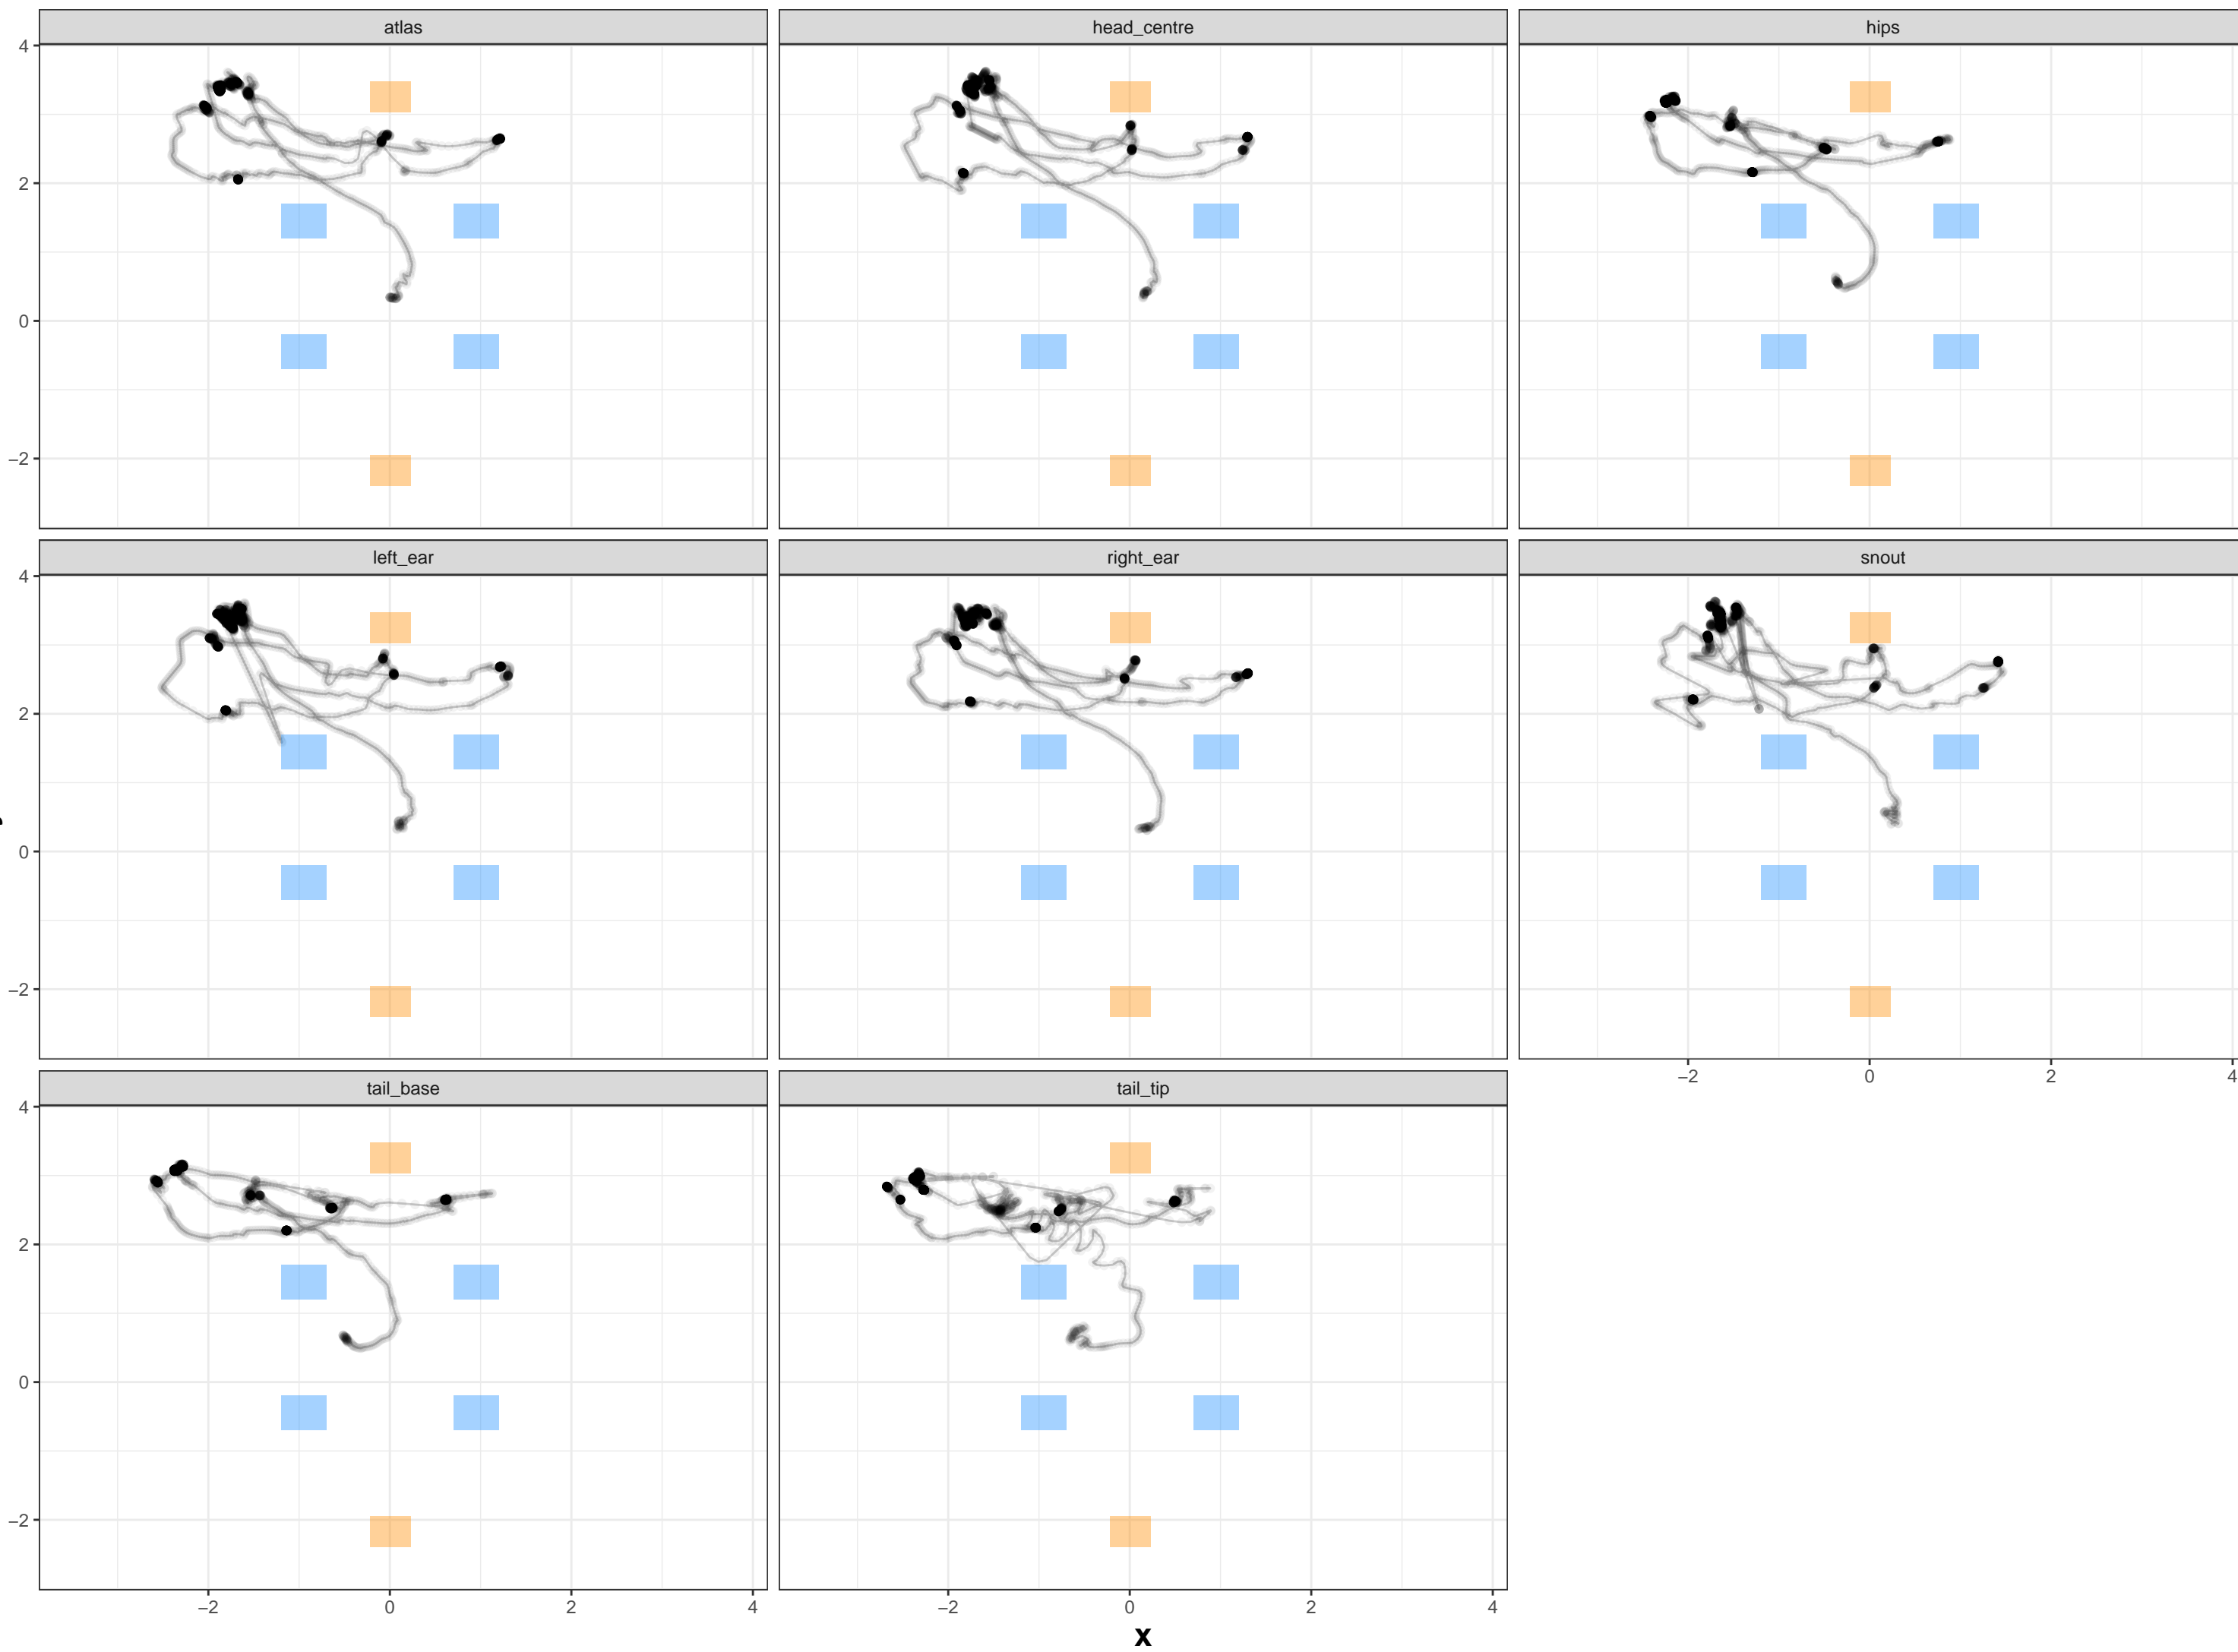 atlas head_centre hips
4
2
0
−2
left_ear right_ear snout
4
2
0
−2
−2 0 2 4
tail_base tail_tip
4
2
0
−2
−2 0 2 4 −2 0 2 4
x